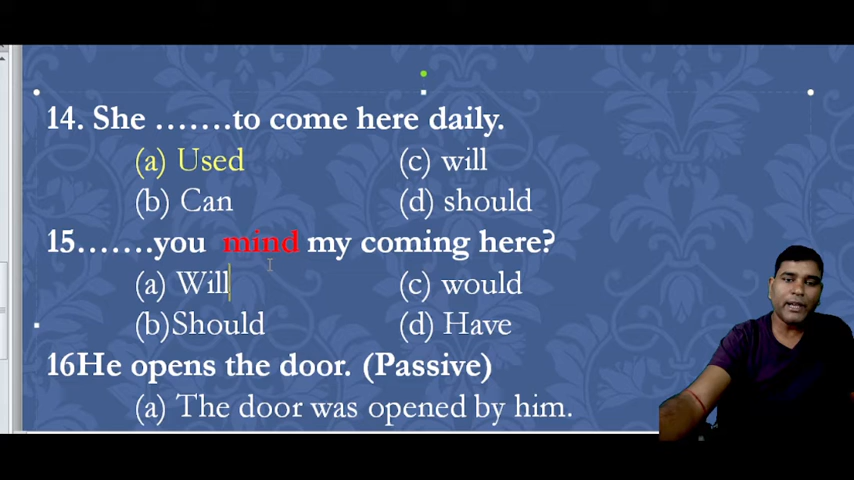 14. She …….to come here daily.
(a) Used (c) will
(b) Can (d) should
15…….you mind my coming here?
(a) Will (c) would
(b)Should (d) Have
16He opens the door. (Passive)
(a) The door was opened by him.